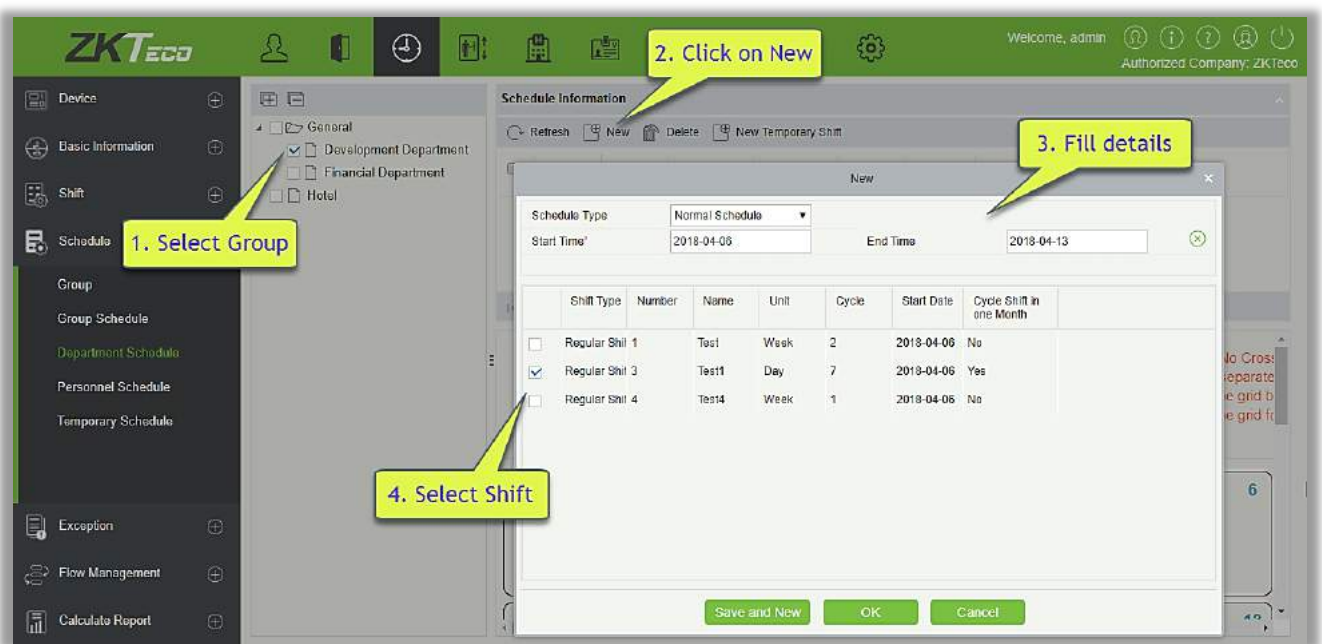 ZKTeco
Welcome, admin
Authorized Company: ZKTeco
2. Click on New
Device
Basic Information
Shift
Schedule
Group
Group Schedule
Department Schedule
Personnel Schedule
Temporary Schedule
Exception
Flow Management
Calculate Report
General
Development Department
Financial Department
Hotel
1. Select Group
Schedule Information
Refresh New Delete New Temporary Shift
3. Fill details
New
Schedule Type Normal Schedule
Start Time* 2018-04-06 End Time 2018-04-13
Shift Type Number Name Unit Cycle Start Date Cycle Shift in one Month
Regular Shif 1 Test Week 2 2018-04-06 No
Regular Shif 3 Test1 Day 7 2018-04-06 Yes
Regular Shif 4 Test4 Week 1 2018-04-06 No
4. Select Shift
No Cross
separate
e grid b
e grid fo
6
Save and New OK Cancel